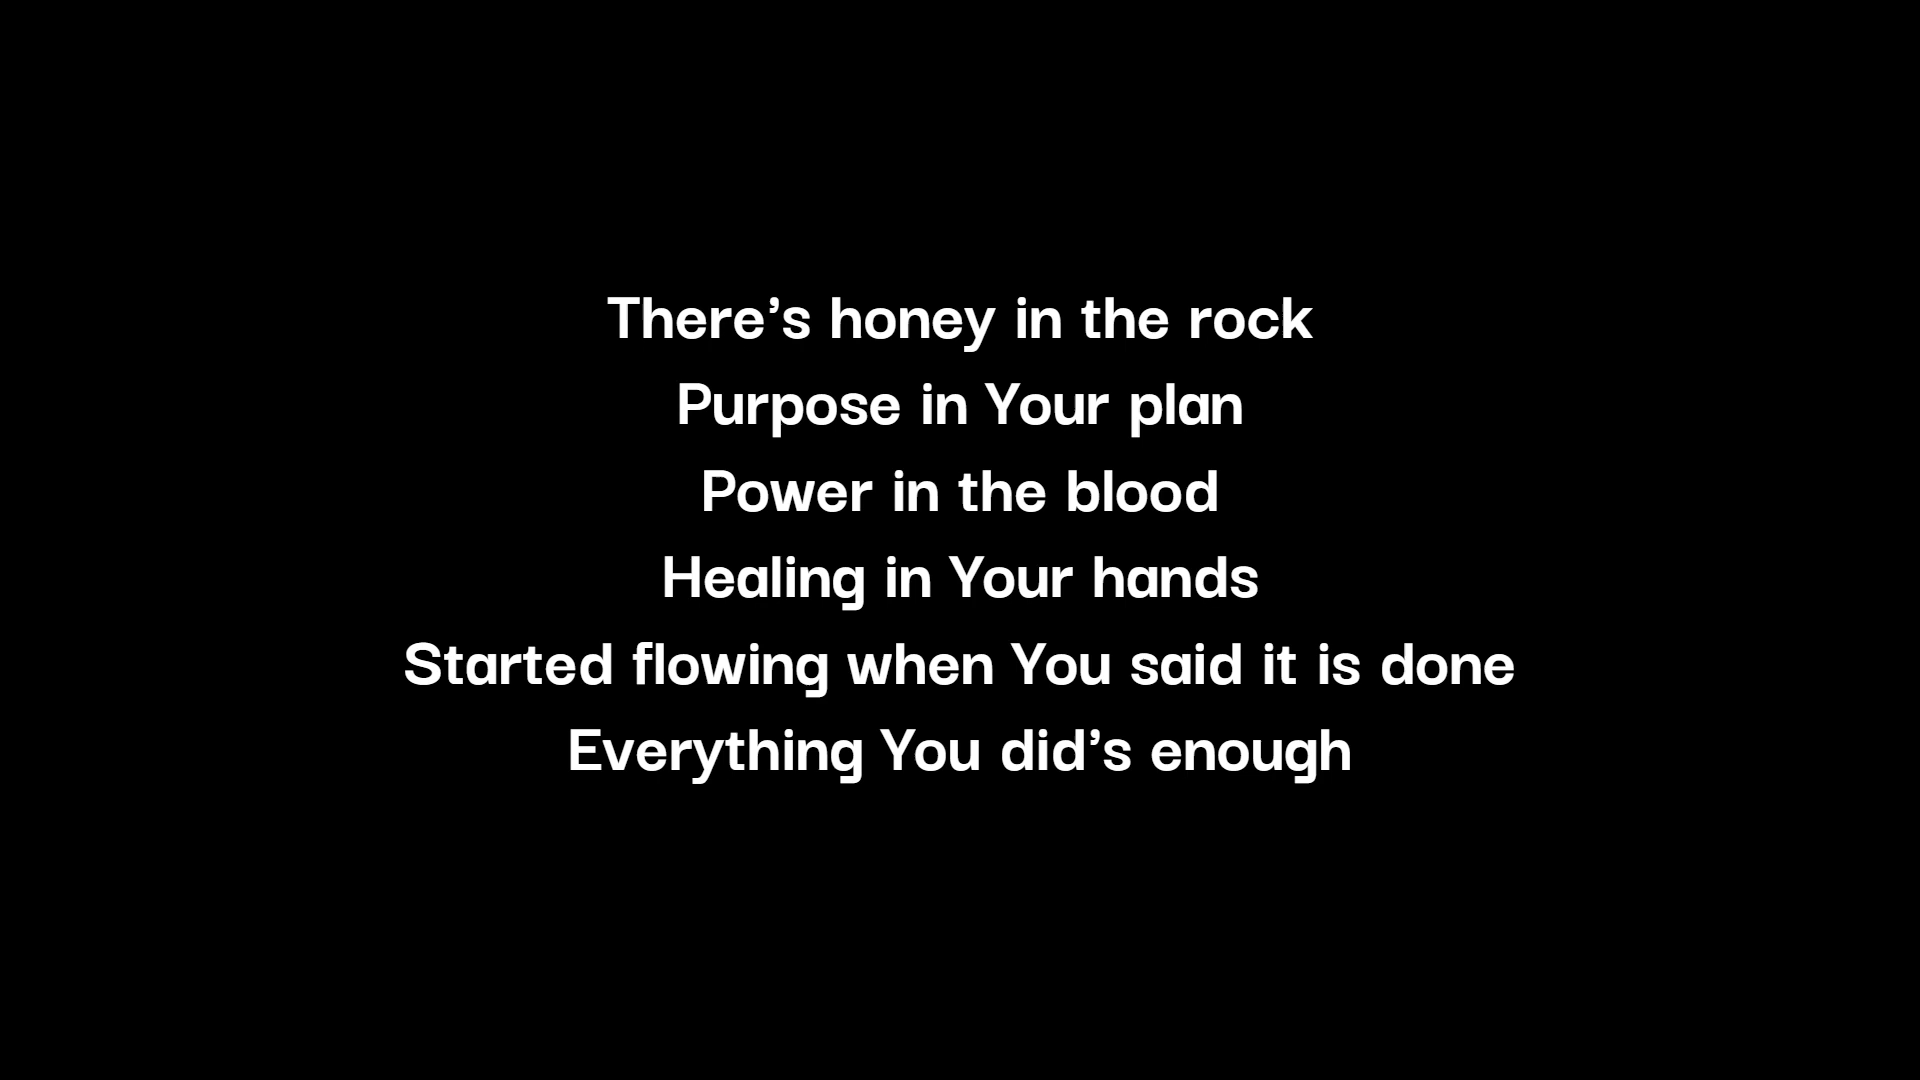 There's honey in the rock
Purpose in Your plan
Power in the blood
Healing in Your hands
Started flowing when You said it is done
Everything You did's enough